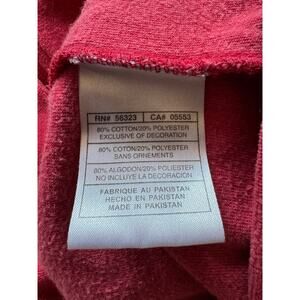 RN# 56323 CA# 05553
80% COTTON/20% POLYESTER
EXCLUSIVE OF DECORATION
80% COTON/20% POLYESTER
SANS ORNEMENTS
80% ALGODON/20% POLIESTER
NO INCLUYE LA DECORACIÓN
FABRIQUE AU PAKISTAN
HECHO EN PAKISTAN
MADE IN PAKISTAN